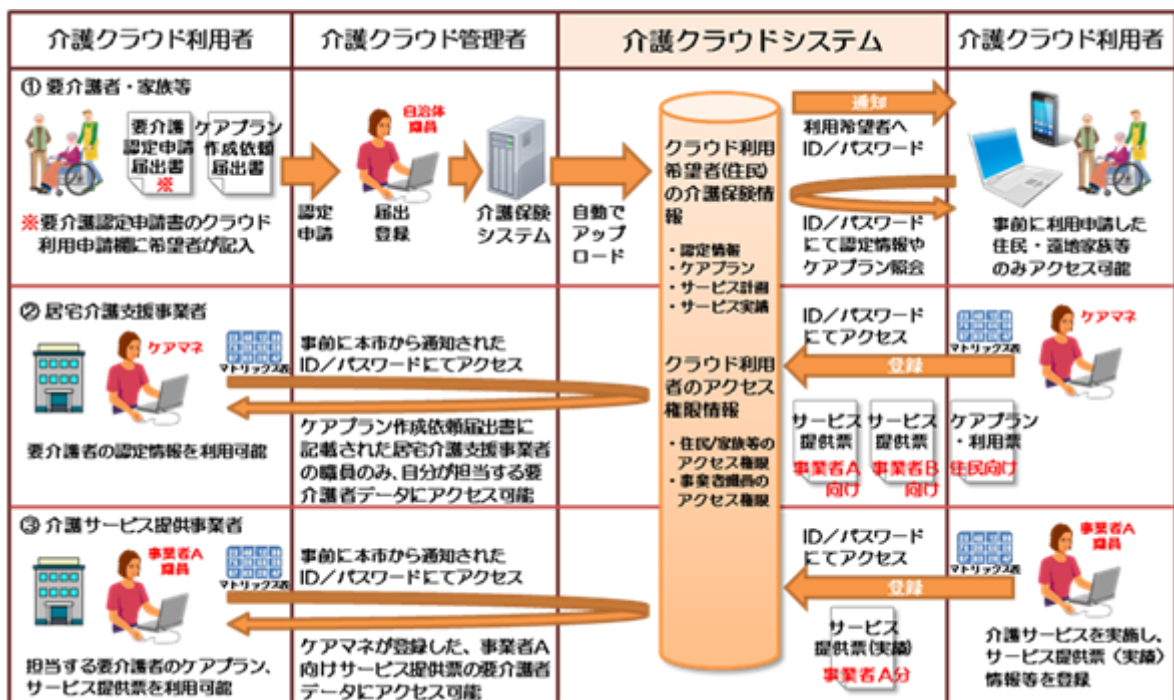 介護クラウド利用者
介護クラウド管理者
介護クラウドシステム
介護クラウド利用者
① 要介護者・家族等
要介護
認定申請
届出書
※
ケアプラン
作成依頼
届出書
※要介護認定申請書のクラウド
利用申請欄に希望者が記入
認定
申請
自治体
職員
届出
登録
介護保険
システム
自動で
アップ
ロード
クラウド利用
希望者(住民)
の介護保険情
報
・認定情報
・ケアプラン
・サービス計画
・サービス実績
通知
利用希望者へ
ID/パスワード
ID/パスワード
にて認定情報や
ケアプラン照会
事前に利用申請した
住民・遠地家族等
のみアクセス可能
② 居宅介護支援事業者
ケアマネ
マトリックス表
要介護者の認定情報を利用可能
事前に本市から通知された
ID/パスワードにてアクセス
ケアプラン作成依頼届出書に
記載された居宅介護支援事業者
の職員のみ、自分が担当する要
介護者データにアクセス可能
クラウド利用
者のアクセス
権限情報
・住民/家族等の
アクセス権限
・事業者職員の
アクセス権限
ID/パスワード
にてアクセス
登録
サービス
提供票
事業者A
向け
サービス
提供票
事業者B
向け
ケアプラン
・利用票
住民向け
マトリックス表
ケアマネ
③ 介護サービス提供事業者
事業者A
職員
マトリックス表
担当する要介護者のケアプラン、
サービス提供票を利用可能
事前に本市から通知された
ID/パスワードにてアクセス
ケアマネが登録した、事業者A
向けサービス提供票の要介護者
データにアクセス可能
ID/パスワード
にてアクセス
登録
サービス
提供票(実績)
事業者A分
マトリックス表
事業者A
職員
介護サービスを実施し、
サービス提供票(実績)
情報等を登録